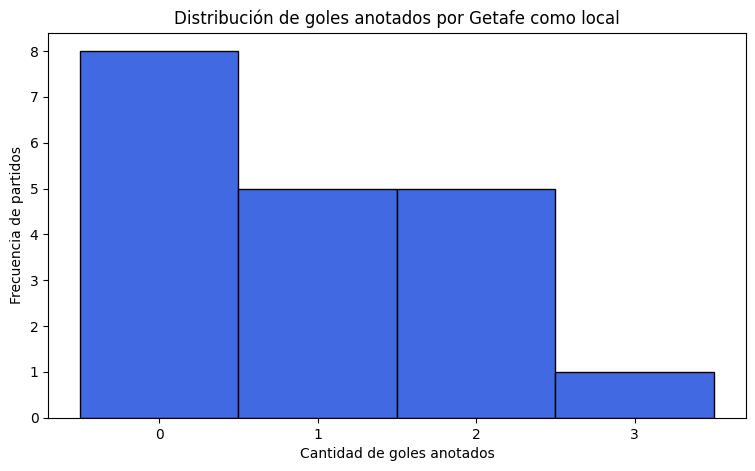 Distribución de goles anotados por Getafe como local
Frecuencia de partidos
8
7
6
5
4
3
2
1
0
0 1 2 3
Cantidad de goles anotados